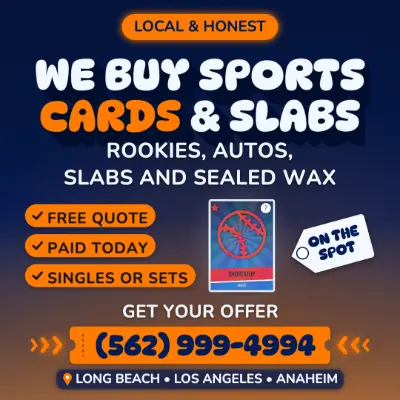 LOCAL & HONEST
WE BUY SPORTS
CARDS & SLABS
ROOKIES, AUTOS,
SLABS AND SEALED WAX
FREE QUOTE
PAID TODAY
SINGLES OR SETS
ON THE
SPOT
GET YOUR OFFER
(562) 999-4994
LONG BEACH • LOS ANGELES • ANAHEIM